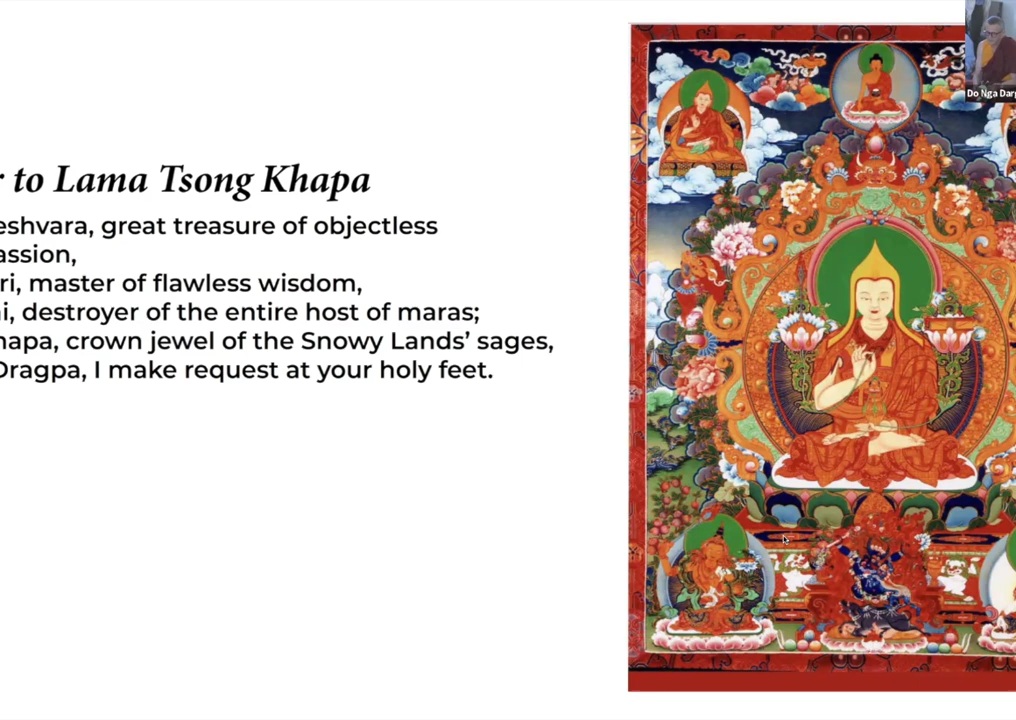 to Lama Tsong Khapa
eshvara, great treasure of objectless
assion,
ri, master of flawless wisdom,
i, destroyer of the entire host of maras;
hapa, crown jewel of the Snowy Lands’ sages,
Dragpa, I make request at your holy feet.
Do Nga Darg